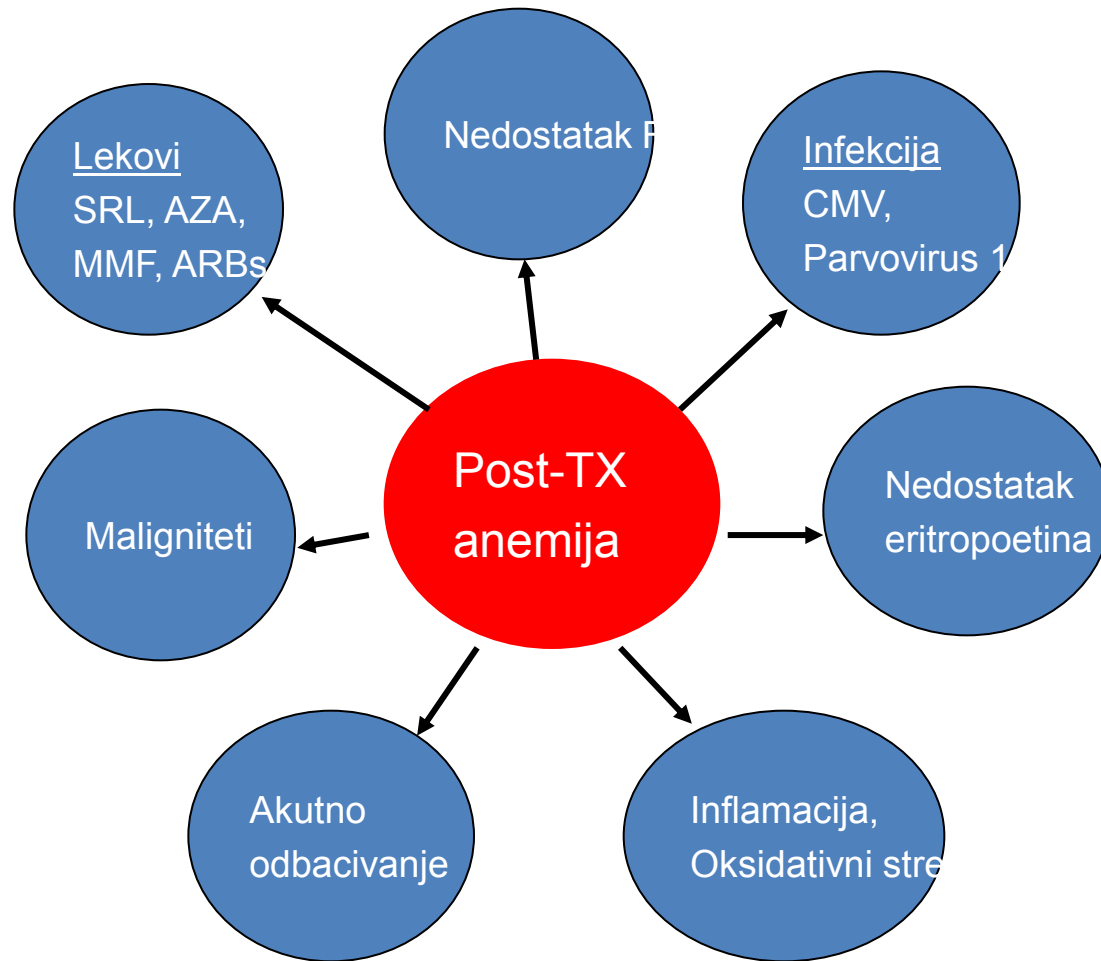 Nedostatak F
Lekovi
SRL, AZA,
MMF, ARBs
Infekcija
CMV,
Parvovirus 1
Post-TX
anemija
Nedostatak
eritropoetina
Maligniteti
Akutno
odbacivanje
Inflamacija,
Oksidativni stre